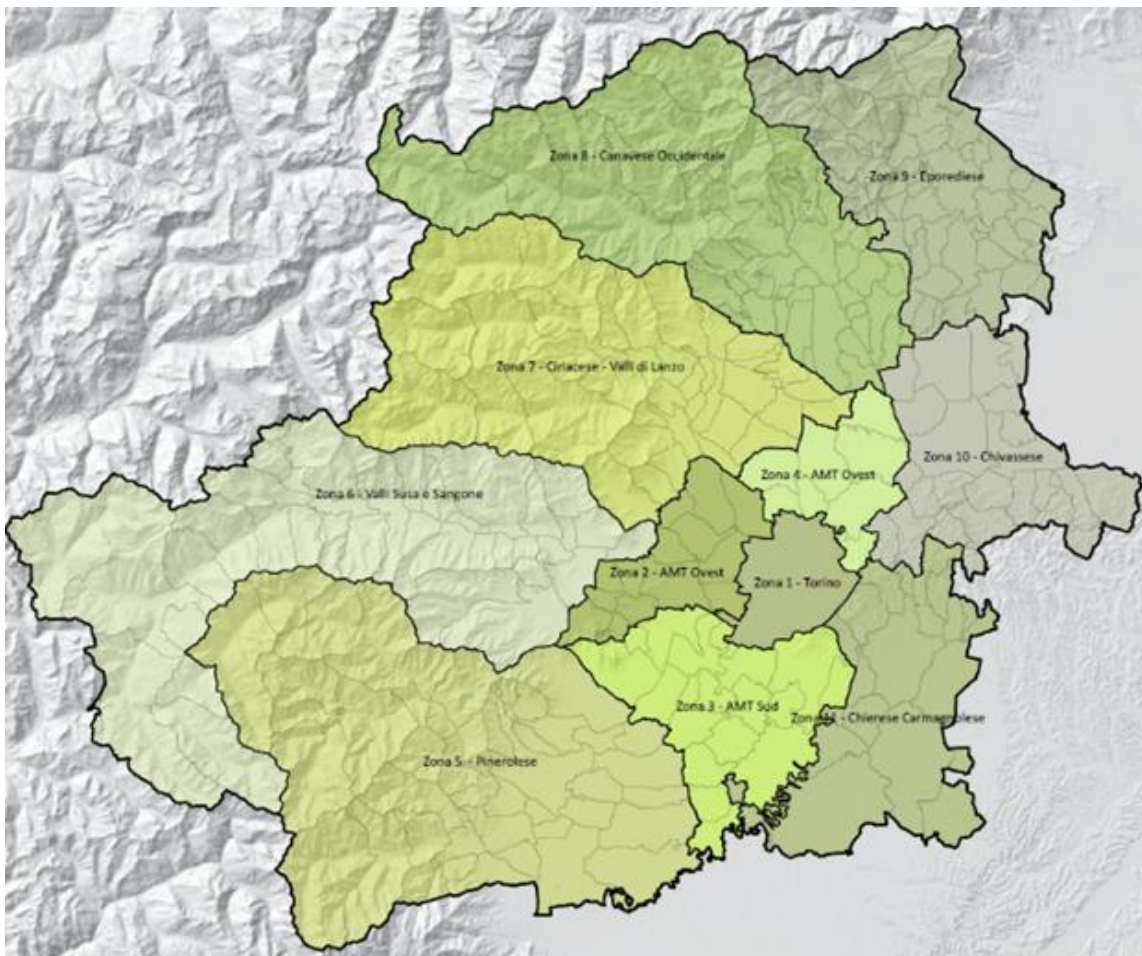 Zona 8 - Canavese Occidentale
Zona 9 - Eporediese
Zona 7 - Ciriacese - Valli di Lanzo
Zona 10 - Chivassese
Zona 4 - AMT Ovest
Zona 6 - Valli Susa e Sangone
Zona 2 - AMT Ovest
Zona 1 - Torino
Zona 3 - AMT Sud
Zona 11 - Chierese Carmagnolese
Zona 5 - Pinerolese